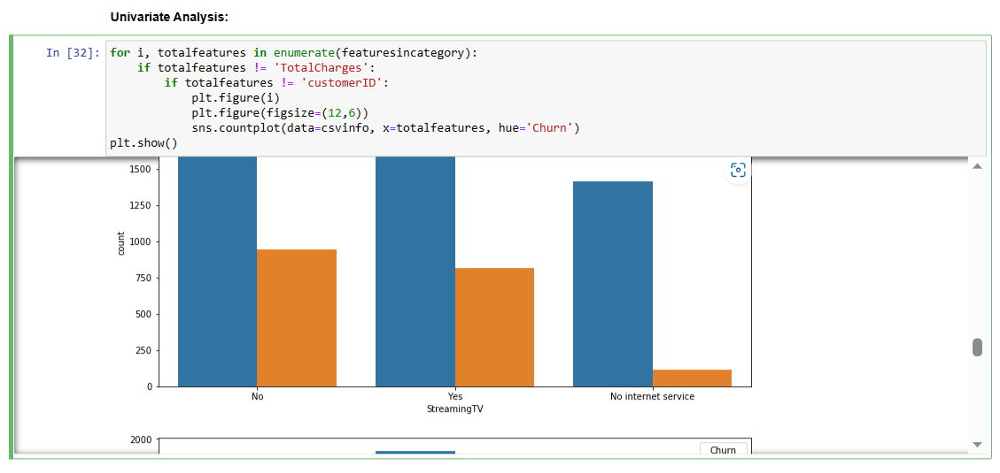 Univariate Analysis:
In [32]: for i, totalfeatures in enumerate(featuresincategory):
    if totalfeatures != 'TotalCharges':
        if totalfeatures != 'customerID':
            plt.figure(i)
            plt.figure(figsize=(12,6))
            sns.countplot(data=csvinfo, x=totalfeatures, hue='Churn')
plt.show()
1500
1250
1000
750
500
250
0
count
No Yes No internet service
StreamingTV
2000
Churn